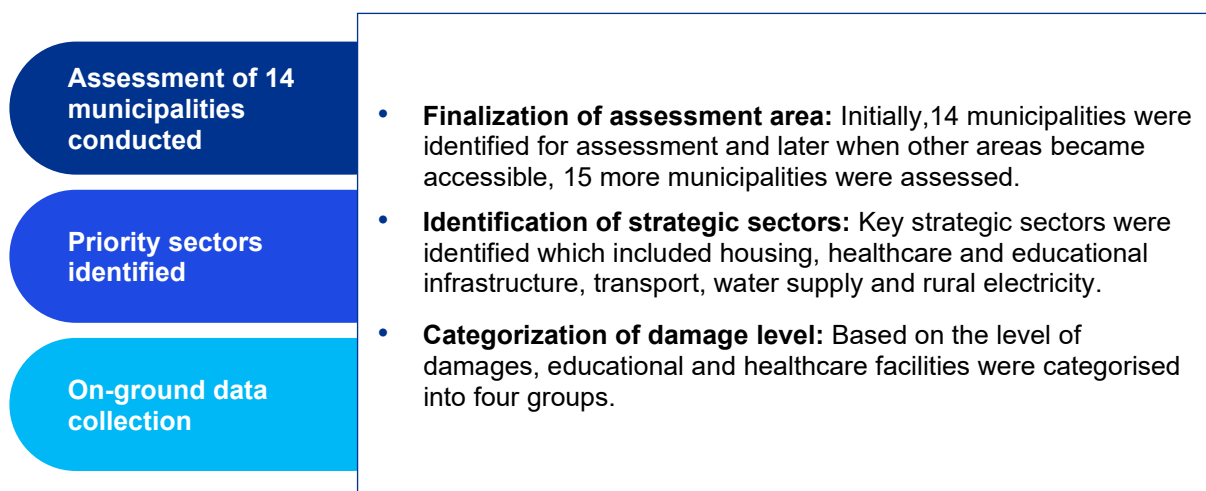 Assessment of 14
municipalities
conducted
Priority sectors
identified
On-ground data
collection
• Finalization of assessment area: Initially,14 municipalities were
identified for assessment and later when other areas became
accessible, 15 more municipalities were assessed.
• Identification of strategic sectors: Key strategic sectors were
identified which included housing, healthcare and educational
infrastructure, transport, water supply and rural electricity.
• Categorization of damage level: Based on the level of
damages, educational and healthcare facilities were categorised
into four groups.